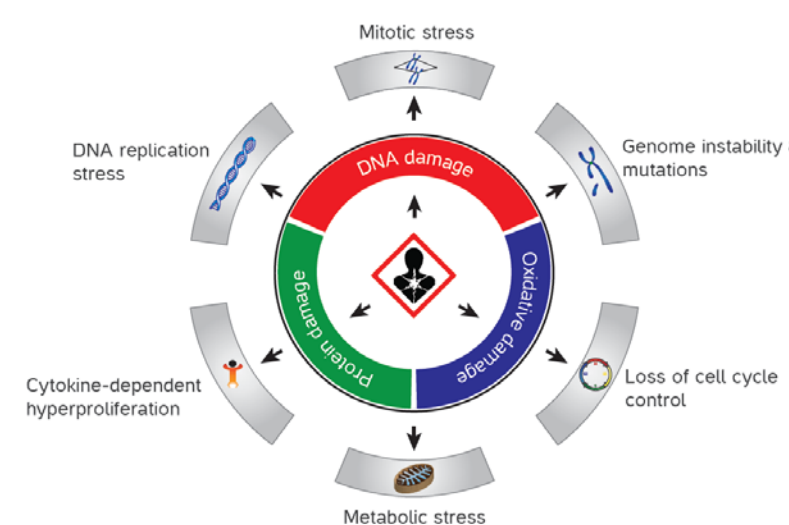 Mitotic stress
DNA replication
stress
Genome instability
mutations
DNA damage
Protein damage
Oxidative damage
Cytokine-dependent
hyperproliferation
Loss of cell cycle
control
Metabolic stress